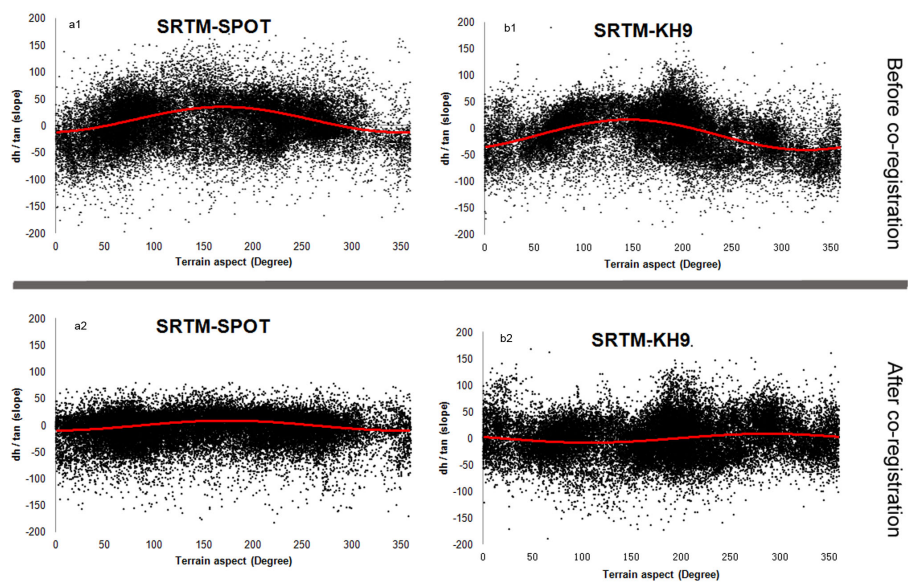 a1
SRTM-SPOT
dh / tan (slope)
200
150
100
50
0
-50
-100
-150
-200
0 50 100 150 200 250 300 350
Terrain aspect (Degree)
b1
SRTM-KH9
dh / tan (slope)
200
150
100
50
0
-50
-100
-150
-200
0 50 100 150 200 250 300 350
Terrain aspect (Degree)
Before co-registration
a2
SRTM-SPOT
dh / tan (slope)
200
150
100
50
0
-50
-100
-150
-200
0 50 100 150 200 250 300 350
Terrain aspect (Degree)
b2
SRTM-KH9
dh / tan (slope)
200
150
100
50
0
-50
-100
-150
-200
0 50 100 150 200 250 300 350
Terrain aspect (Degree)
After co-registration